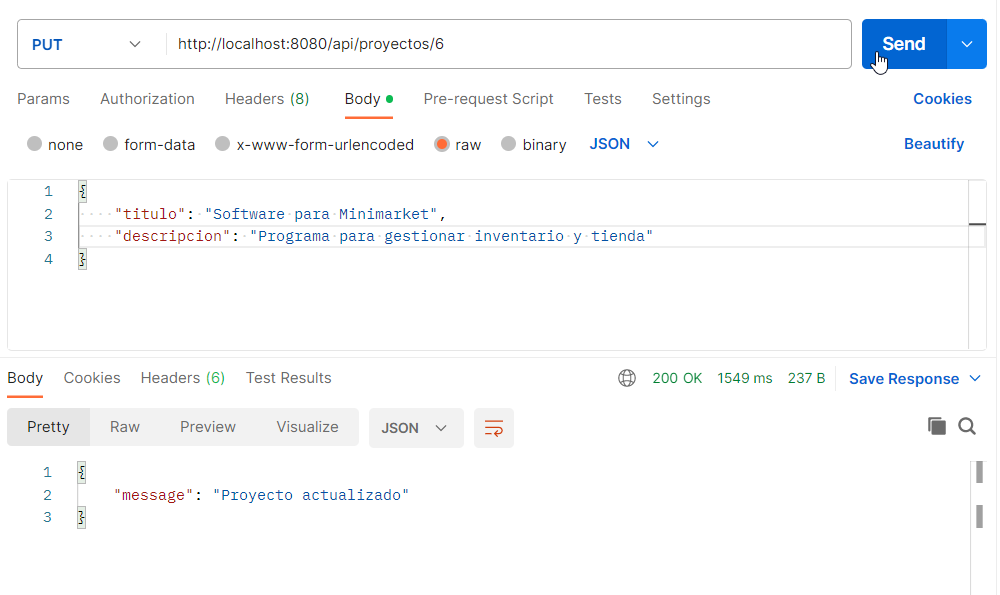 PUT http://localhost:8080/api/proyectos/6 Send
Params Authorization Headers (8) Body Pre-request Script Tests Settings Cookies
none form-data x-www-form-urlencoded raw binary JSON Beautify
1 {
2 "titulo": "Software para Minimarket",
3 "descripcion": "Programa para gestionar inventario y tienda"
4 }
Body Cookies Headers (6) Test Results 200 OK 1549 ms 237 B Save Response
Pretty Raw Preview Visualize JSON
1 {
2 "message": "Proyecto actualizado"
3 }